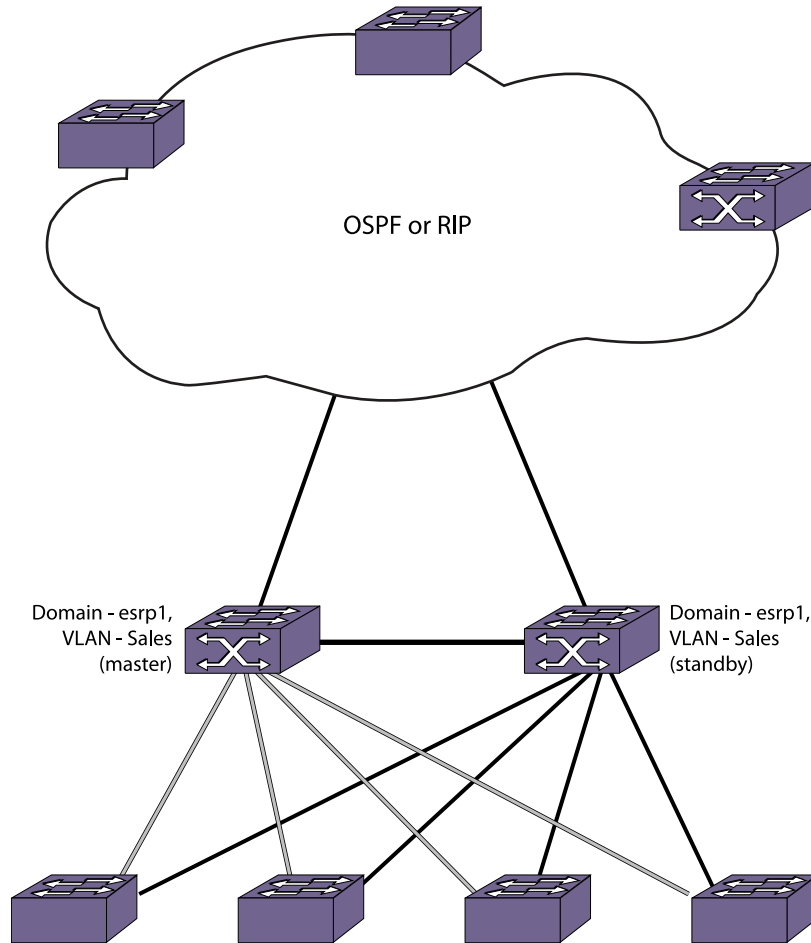 OSPF or RIP
Domain - esrp1,
VLAN - Sales
(master)
Domain - esrp1,
VLAN - Sales
(standby)